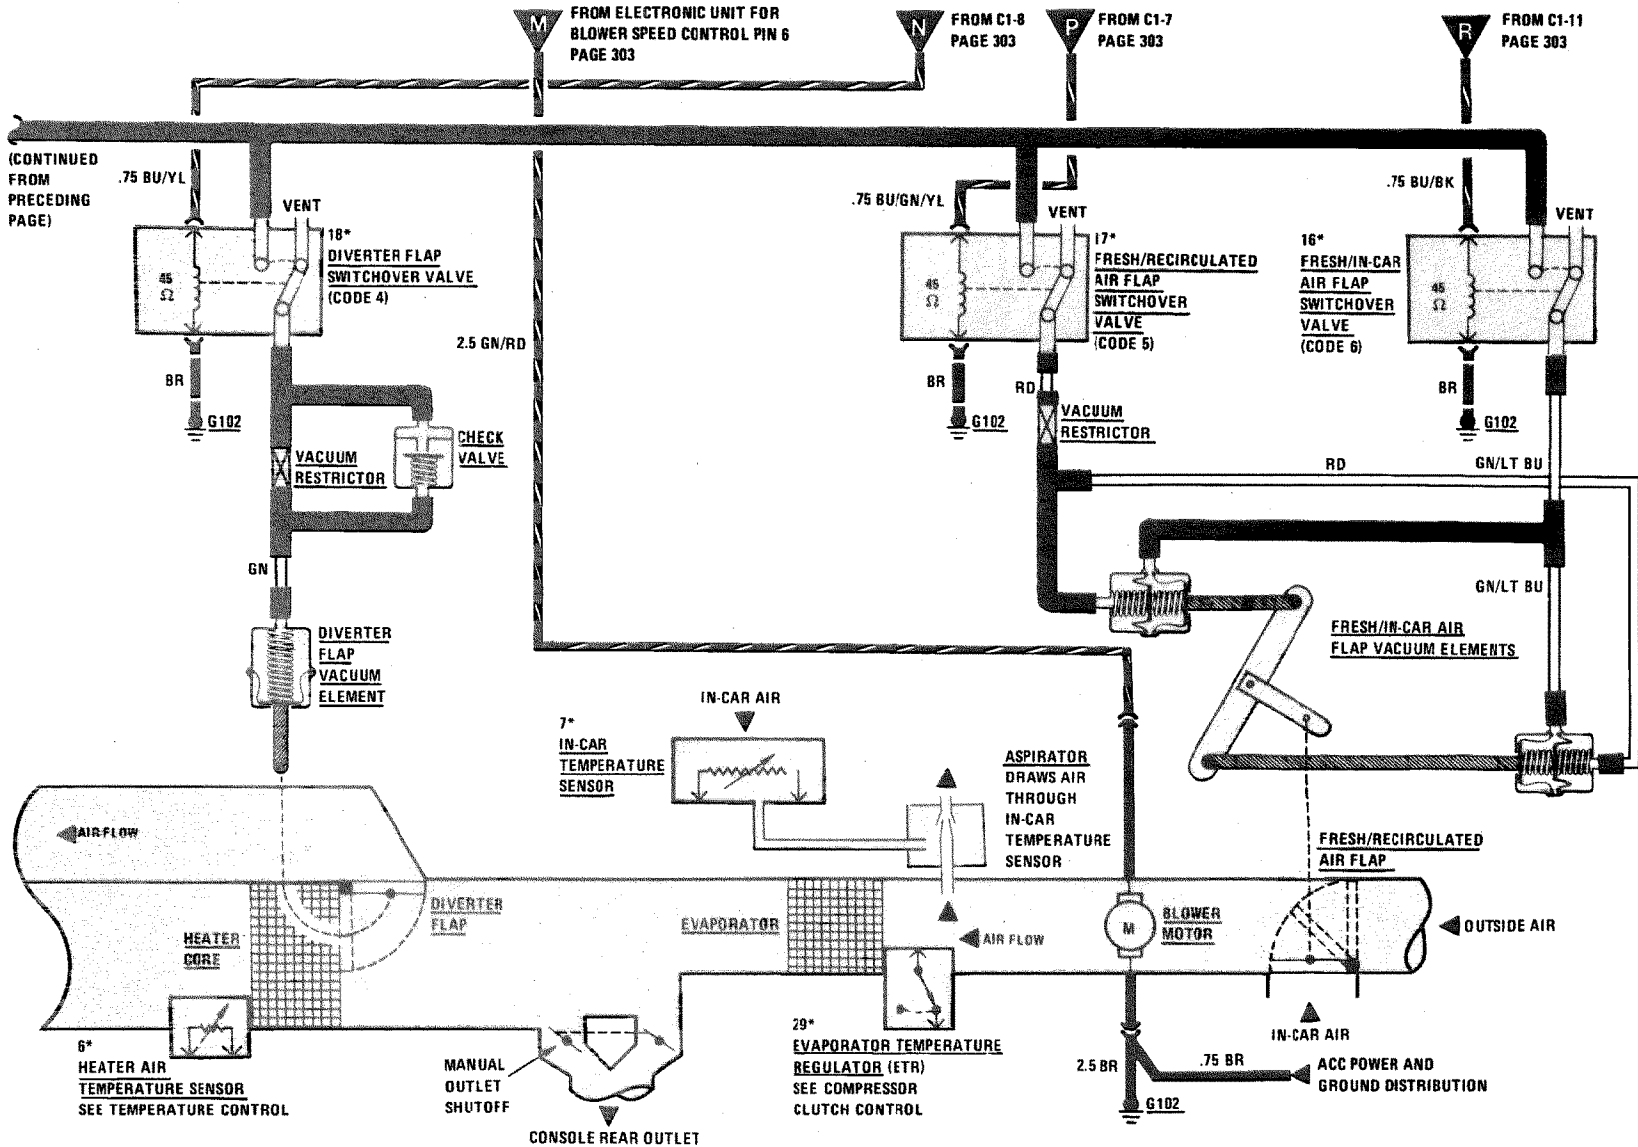 M
FROM ELECTRONIC UNIT FOR
BLOWER SPEED CONTROL PIN 6
PAGE 303
N
FROM C1-8
PAGE 303
P
FROM C1-7
PAGE 303
R
FROM C1-11
PAGE 303
(CONTINUED
FROM
PRECEDING
PAGE)
.75 BU/YL
VENT
18*
DIVERTER FLAP
SWITCHOVER VALVE
(CODE 4)
45
Ω
BR
G102
2.5 GN/RD
.75 BU/GN/YL
VENT
17*
FRESH/RECIRCULATED
AIR FLAP
SWITCHOVER
VALVE
(CODE 5)
45
Ω
BR
G102
RD
VACUUM
RESTRICTOR
.75 BU/BK
VENT
16*
FRESH/IN-CAR
AIR FLAP
SWITCHOVER
VALVE
(CODE 6)
45
Ω
BR
G102
VACUUM
RESTRICTOR
CHECK
VALVE
RD
GN/LT BU
GN
GN/LT BU
DIVERTER
FLAP
VACUUM
ELEMENT
FRESH/IN-CAR AIR
FLAP VACUUM ELEMENTS
IN-CAR AIR
7*
IN-CAR
TEMPERATURE
SENSOR
ASPIRATOR
DRAWS AIR
THROUGH
IN-CAR
TEMPERATURE
SENSOR
AIR FLOW
FRESH/RECIRCULATED
AIR FLAP
DIVERTER
FLAP
HEATER
CORE
EVAPORATOR
AIR FLOW
M
BLOWER
MOTOR
OUTSIDE AIR
IN-CAR AIR
6*
HEATER AIR
TEMPERATURE SENSOR
SEE TEMPERATURE CONTROL
MANUAL
OUTLET
SHUTOFF
CONSOLE REAR OUTLET
29*
EVAPORATOR TEMPERATURE
REGULATOR (ETR)
SEE COMPRESSOR
CLUTCH CONTROL
2.5 BR
.75 BR
ACC POWER AND
GROUND DISTRIBUTION
G102